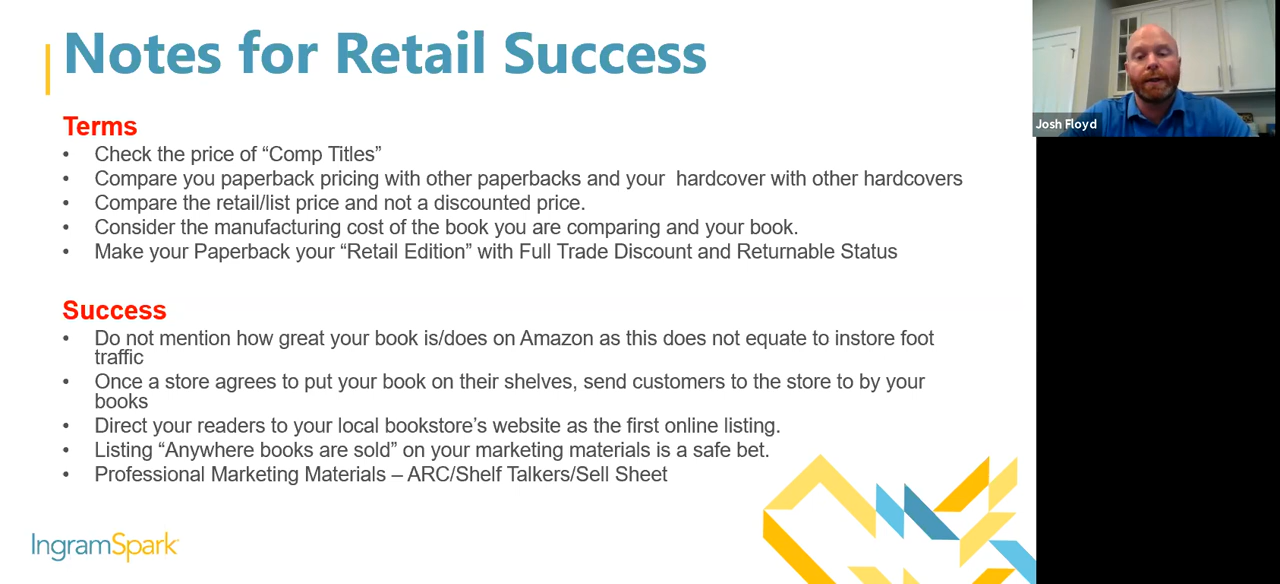 Notes for Retail Success
Terms
• Check the price of “Comp Titles”
• Compare you paperback pricing with other paperbacks and your  hardcover with other hardcovers
• Compare the retail/list price and not a discounted price.
• Consider the manufacturing cost of the book you are comparing and your book.
• Make your Paperback your “Retail Edition” with Full Trade Discount and Returnable Status
Success
• Do not mention how great your book is/does on Amazon as this does not equate to instore foot
traffic
• Once a store agrees to put your book on their shelves, send customers to the store to by your
books
• Direct your readers to your local bookstore’s website as the first online listing.
• Listing “Anywhere books are sold” on your marketing materials is a safe bet.
• Professional Marketing Materials – ARC/Shelf Talkers/Sell Sheet
IngramSpark
Josh Floyd